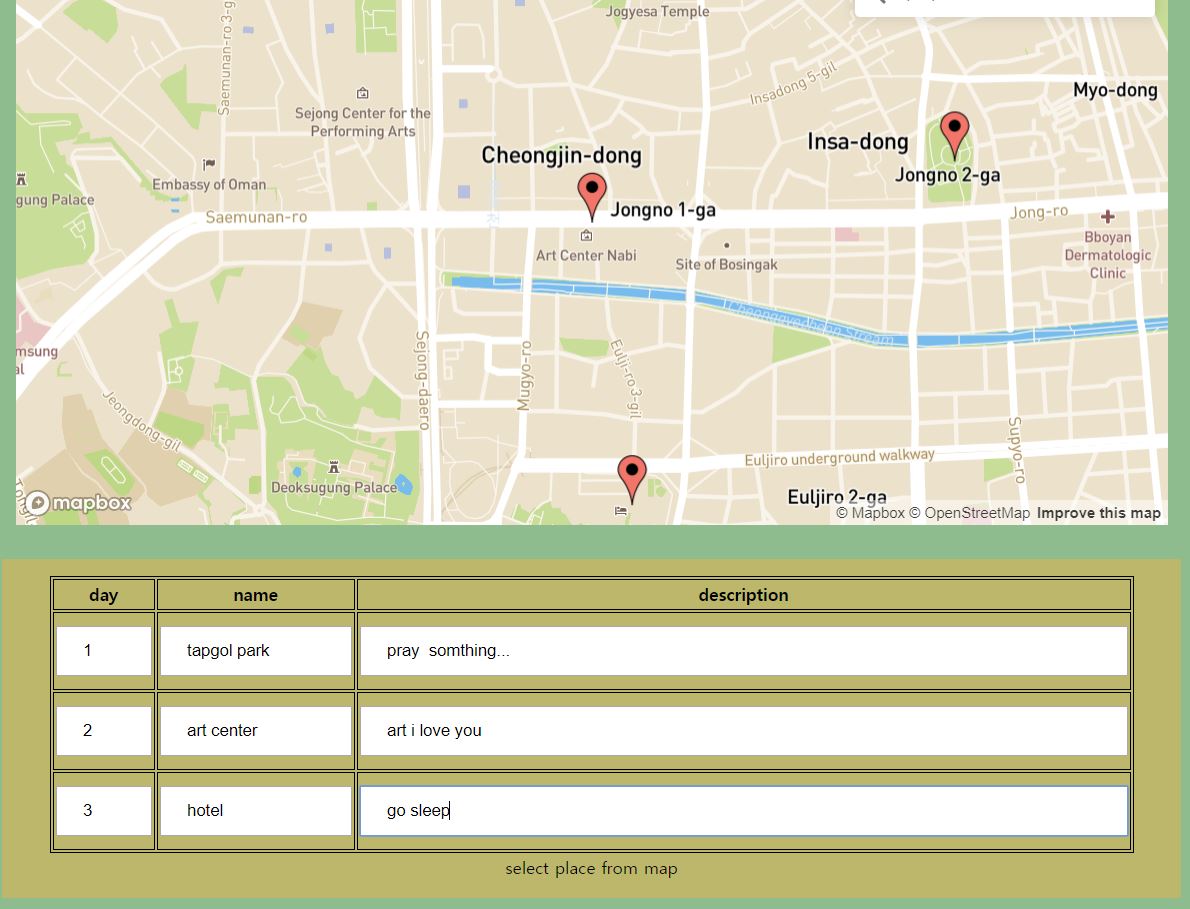 Jogyesa Temple
Saemunan-ro 3-g
Insadong 5-gil
Myo-dong
Sejong Center for the
Performing Arts
Insa-dong
Cheongjin-dong
Embassy of Oman
Jongno 2-ga
gung Palace
Saemunan-ro
Jongno 1-ga
Jong-ro
Bboyan
Dermatologic
Clinic
Art Center Nabi
Site of Bosingak
Cheonggyecheon Stream
msung
al
Sejong-daero
Mugyo-ro
Eulji-ro 3-gil
Jeongdong-gil
Supyo-ro
Euljiro underground walkway
Deoksugung Palace
Euljiro 2-ga
mapbox
© Mapbox © OpenStreetMap Improve this map
day name description
1 tapgol park pray somthing...
2 art center art i love you
3 hotel go sleep
select place from map